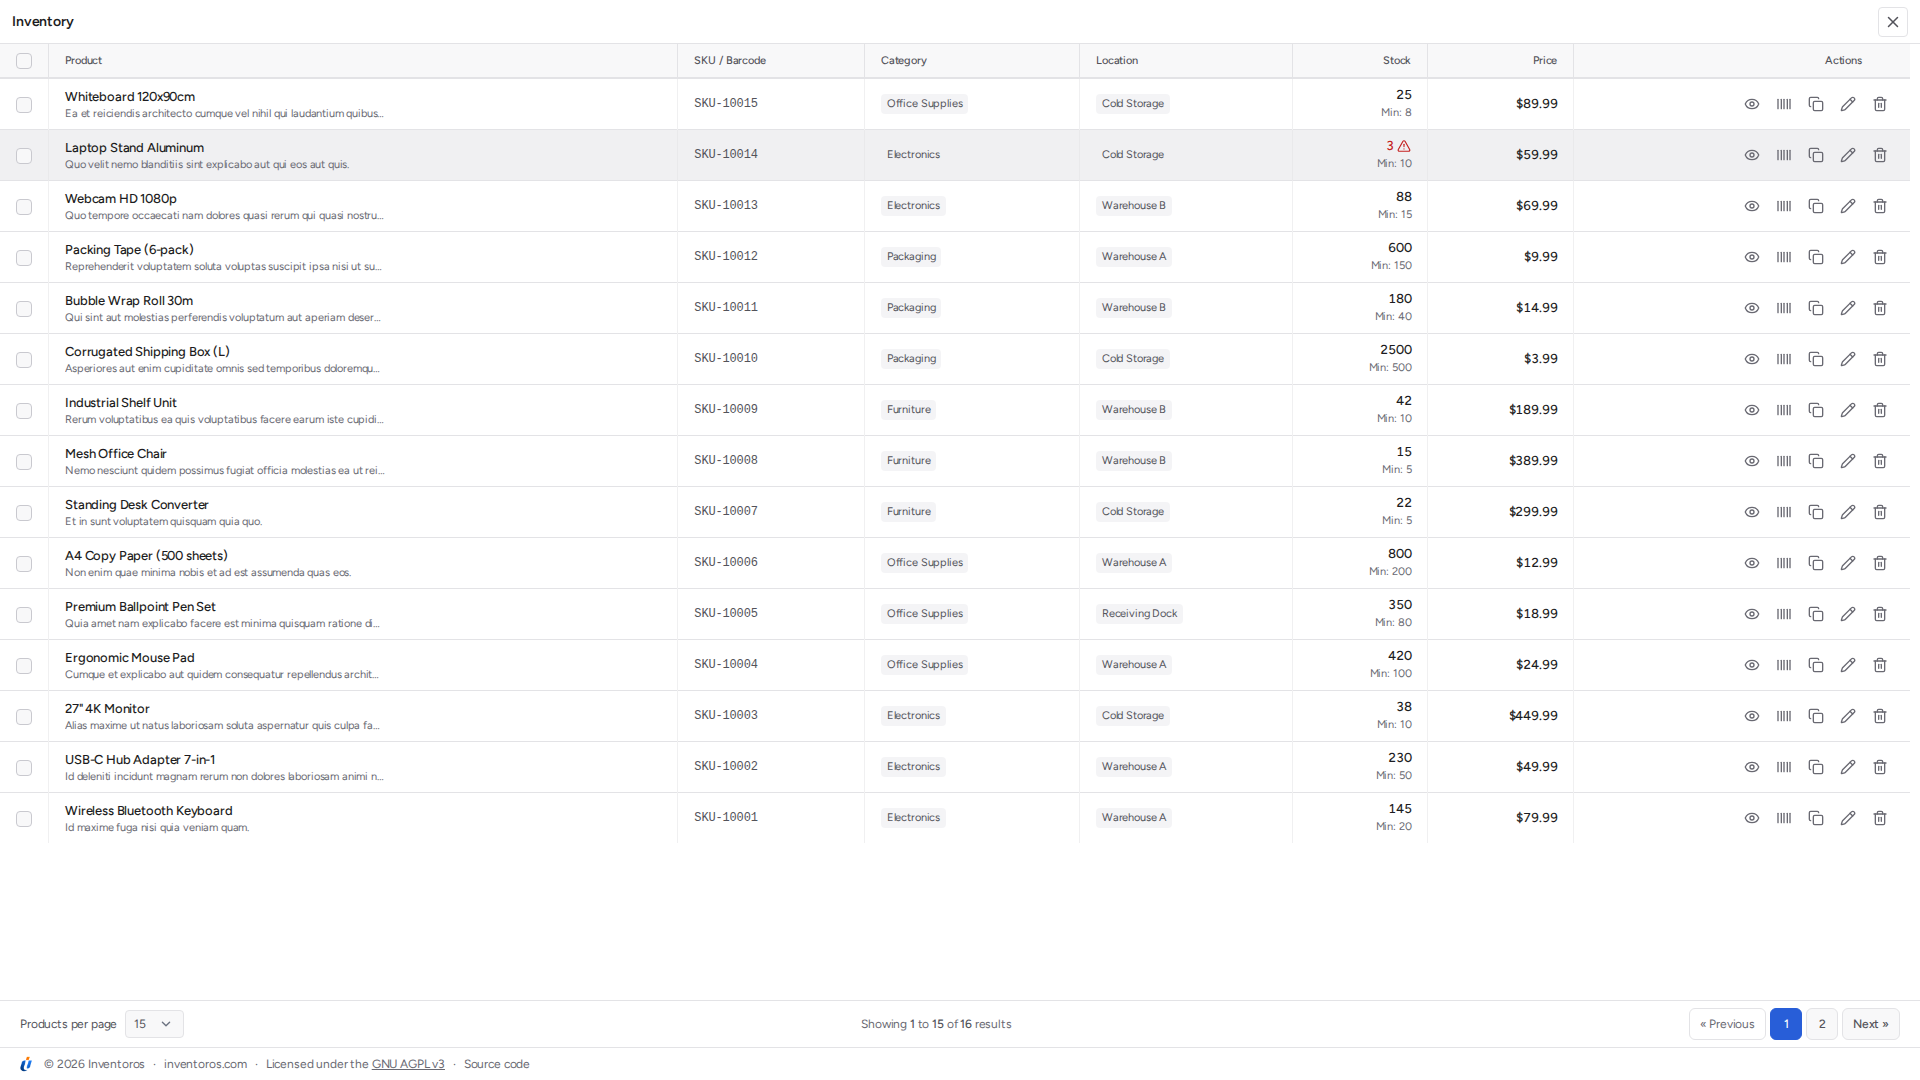 Inventory
Product SKU / Barcode Category Location Stock Price Actions
Whiteboard 120x90cm
Ea et reiciendis architecto cumque vel nihil qui laudantium quibus...
SKU-10015 Office Supplies Cold Storage 25 Min: 8 $89.99
Laptop Stand Aluminum
Quo velit nemo blanditiis sint explicabo aut qui eos aut quis.
SKU-10014 Electronics Cold Storage 3 Min: 10 $59.99
Webcam HD 1080p
Quo tempore occaecati nam dolores quasi rerum qui quasi nostru...
SKU-10013 Electronics Warehouse B 88 Min: 15 $69.99
Packing Tape (6-pack)
Reprehenderit voluptatem soluta voluptas suscipit ipsa nisi ut su...
SKU-10012 Packaging Warehouse A 600 Min: 150 $9.99
Bubble Wrap Roll 30m
Qui sint aut molestias perferendis voluptatum aut aperiam deser...
SKU-10011 Packaging Warehouse B 180 Min: 40 $14.99
Corrugated Shipping Box (L)
Asperiores aut enim cupiditate omnis sed temporibus doloremqu...
SKU-10010 Packaging Cold Storage 2500 Min: 500 $3.99
Industrial Shelf Unit
Rerum voluptatibus ea quis voluptatibus facere earum iste cupidi...
SKU-10009 Furniture Warehouse B 42 Min: 10 $189.99
Mesh Office Chair
Nemo nesciunt quidem possimus fugiat officia molestias ea ut rei...
SKU-10008 Furniture Warehouse B 15 Min: 5 $389.99
Standing Desk Converter
Et in sunt voluptatem quisquam quia quo.
SKU-10007 Furniture Cold Storage 22 Min: 5 $299.99
A4 Copy Paper (500 sheets)
Non enim quae minima nobis et ad est assumenda quas eos.
SKU-10006 Office Supplies Warehouse A 800 Min: 200 $12.99
Premium Ballpoint Pen Set
Quia amet nam explicabo facere est minima quisquam ratione di...
SKU-10005 Office Supplies Receiving Dock 350 Min: 80 $18.99
Ergonomic Mouse Pad
Cumque et explicabo aut quidem consequatur repellendus archit...
SKU-10004 Office Supplies Warehouse A 420 Min: 100 $24.99
27" 4K Monitor
Alias maxime ut natus laboriosam soluta aspernatur quis culpa fa...
SKU-10003 Electronics Cold Storage 38 Min: 10 $449.99
USB-C Hub Adapter 7-in-1
Id deleniti incidunt magnam rerum non dolores laboriosam animi n...
SKU-10002 Electronics Warehouse A 230 Min: 50 $49.99
Wireless Bluetooth Keyboard
Id maxime fuga nisi quia veniam quam.
SKU-10001 Electronics Warehouse A 145 Min: 20 $79.99
Products per page 15 Showing 1 to 15 of 16 results « Previous 1 2 Next »
© 2026 Inventoros · inventoros.com · Licensed under the GNU AGPL v3 · Source code